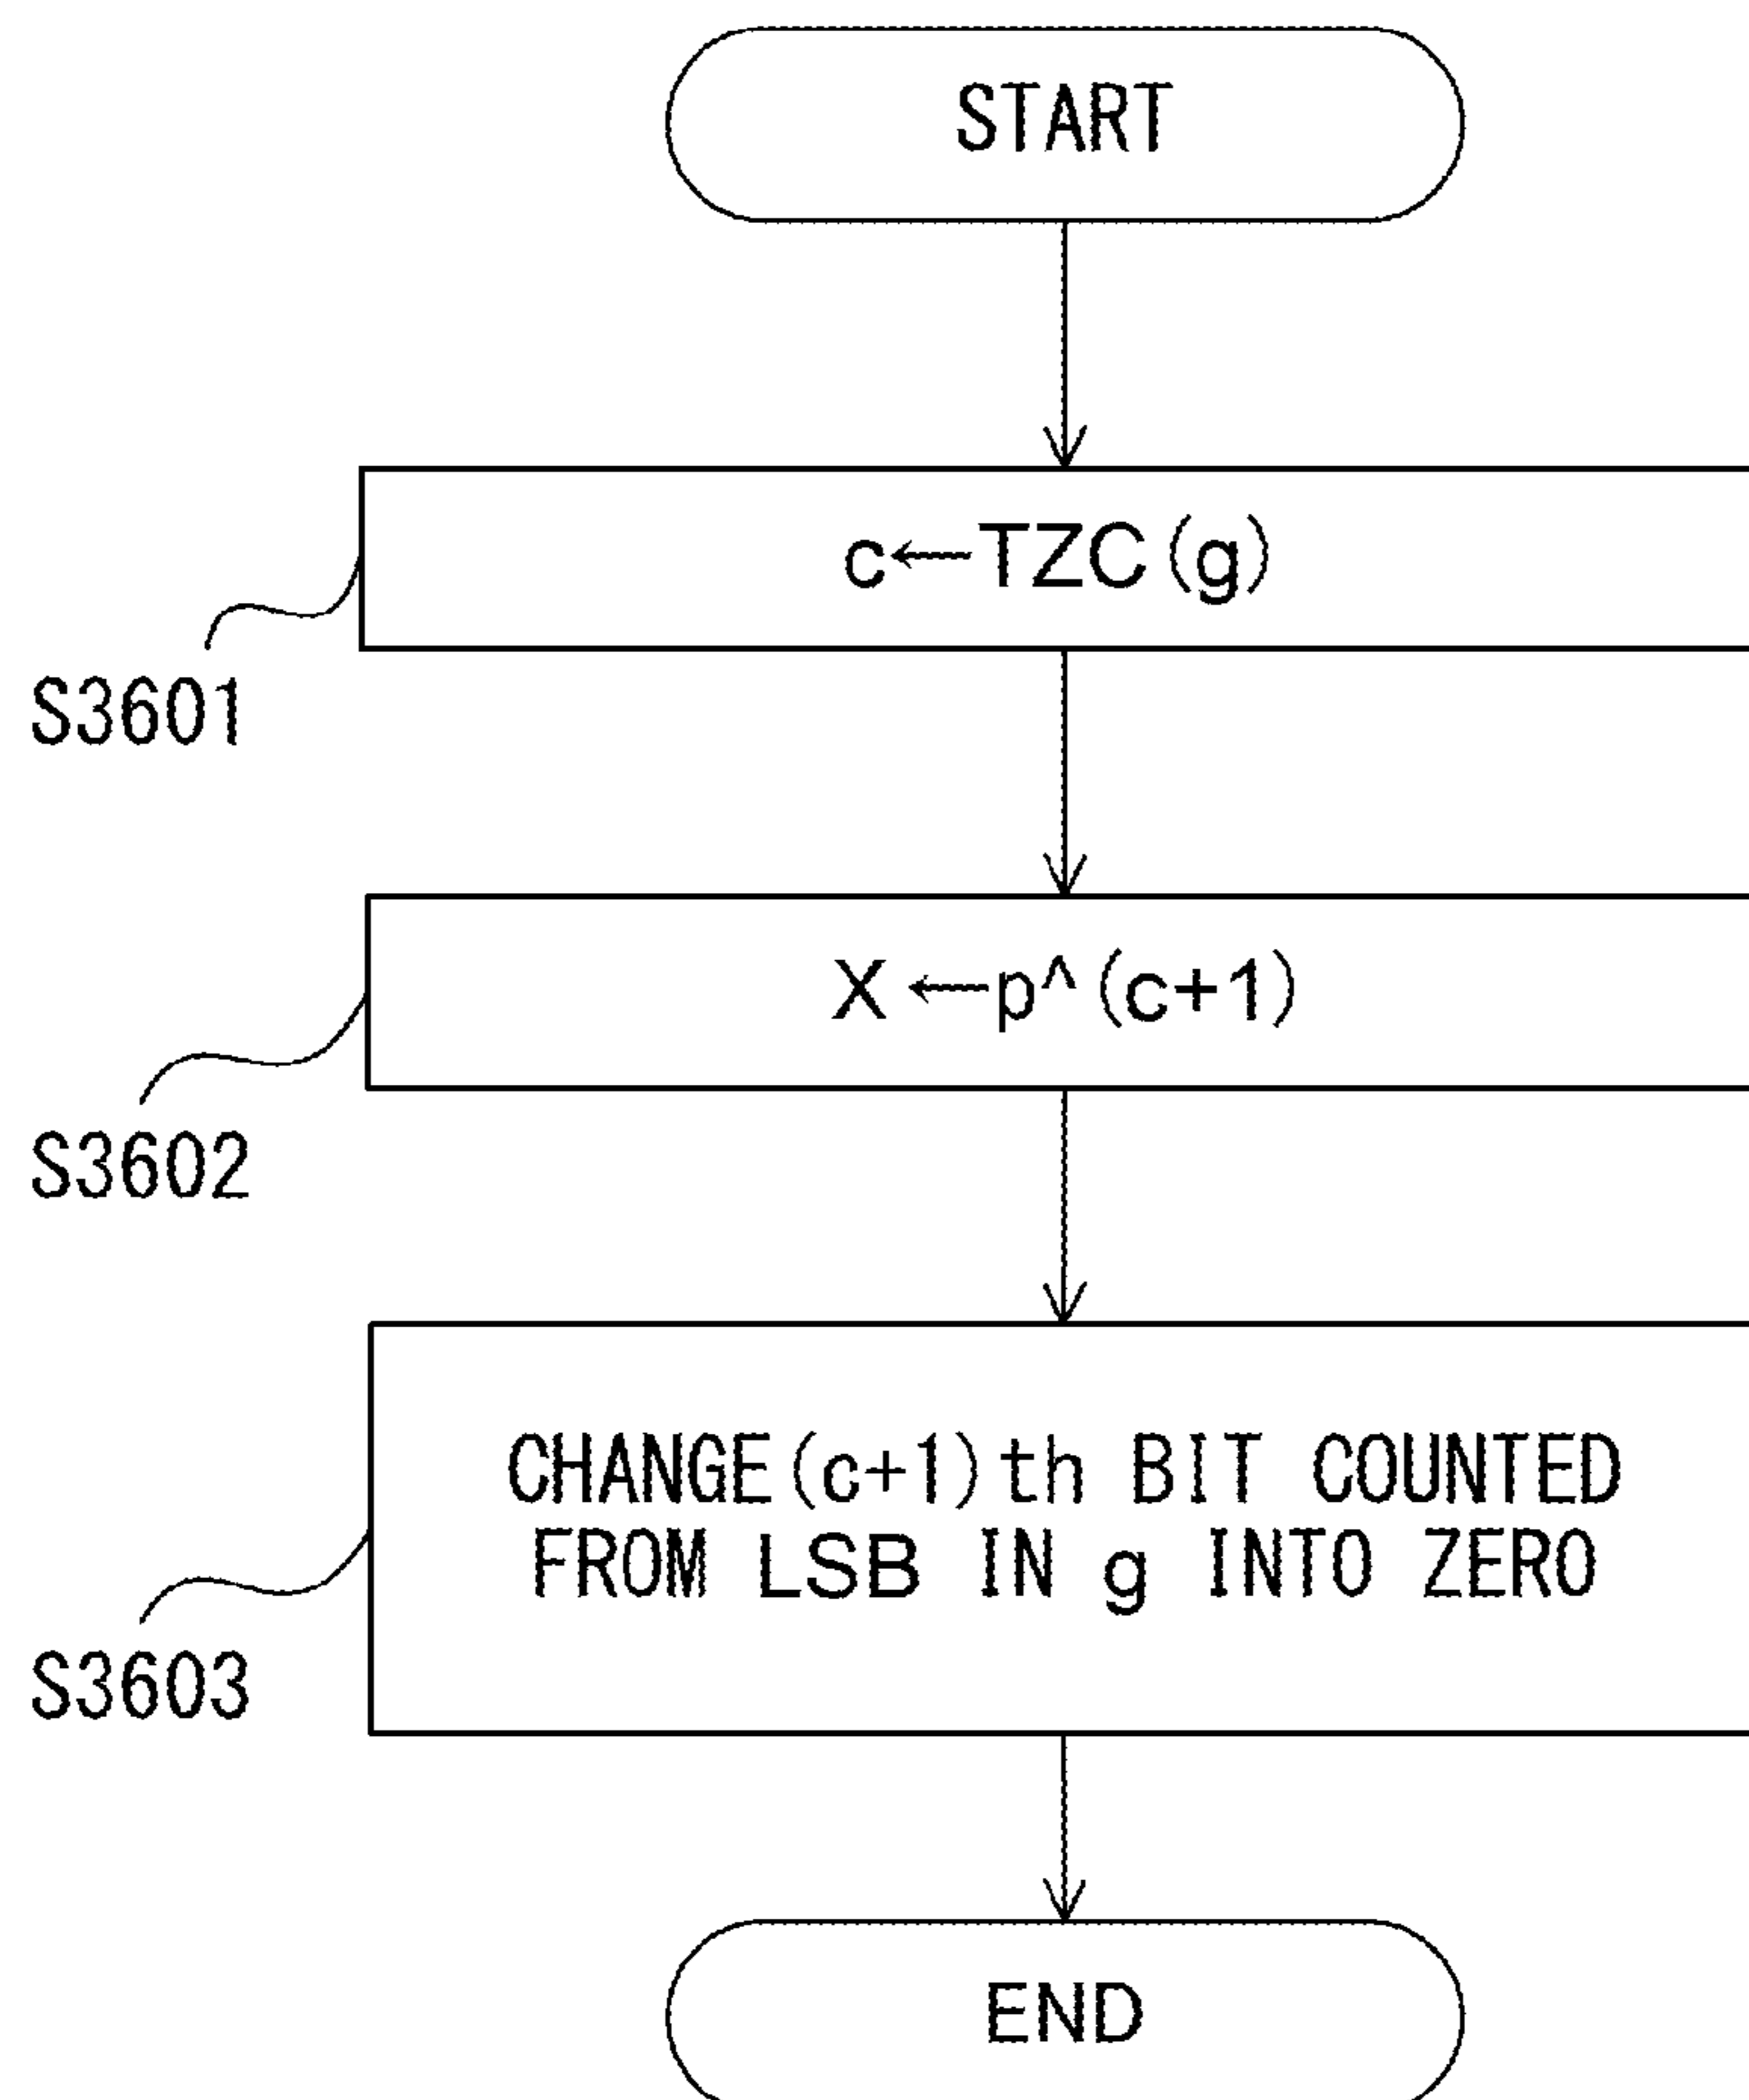 START
c←TZC(g)
S3601
X←p^(c+1)
S3602
CHANGE(c+1)th BIT COUNTED
FROM LSB IN g INTO ZERO
S3603
END